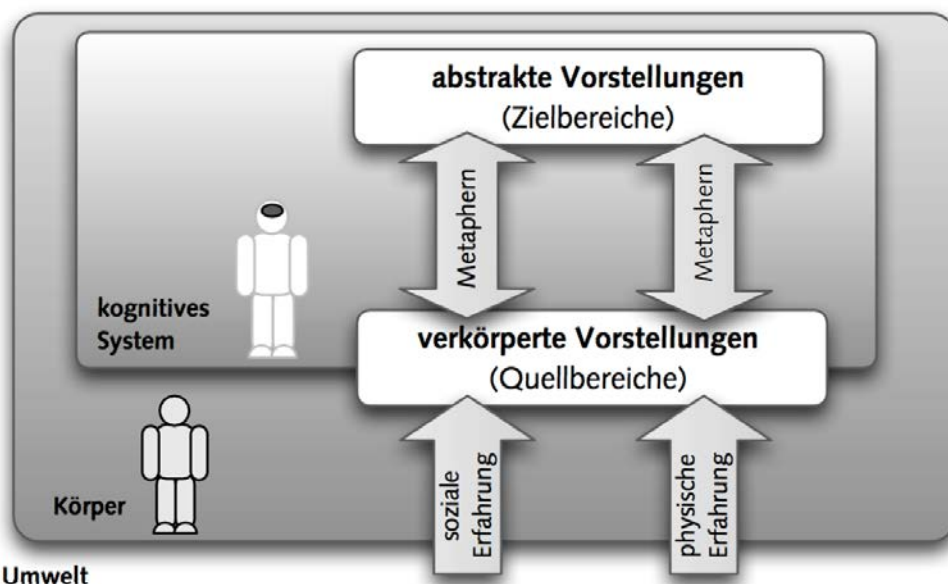 abstrakte Vorstellungen
(Zielbereiche)
Metaphern
Metaphern
kognitives
System
verkörperte Vorstellungen
(Quellbereiche)
Körper
soziale
Erfahrung
physische
Erfahrung
Umwelt